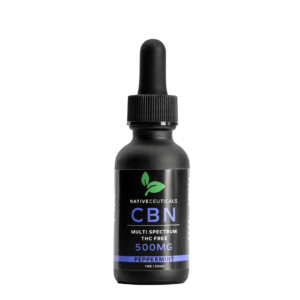 NATIVECEUTICALS
CBN
MULTI SPECTRUM
THC FREE
500MG
PEPPERMINT